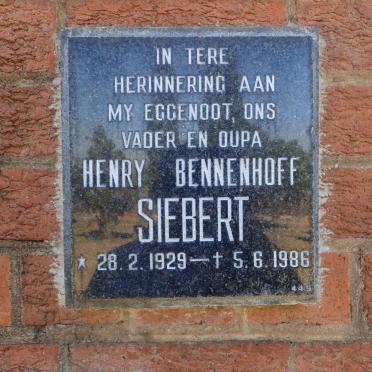 IN TERE
HERINNERING AAN
MY EGGENOOT, ONS
VADER EN OUPA
HENRY BENNENHOFF
SIEBERT
* 28. 2. 1929 — † 5. 6. 1986
449